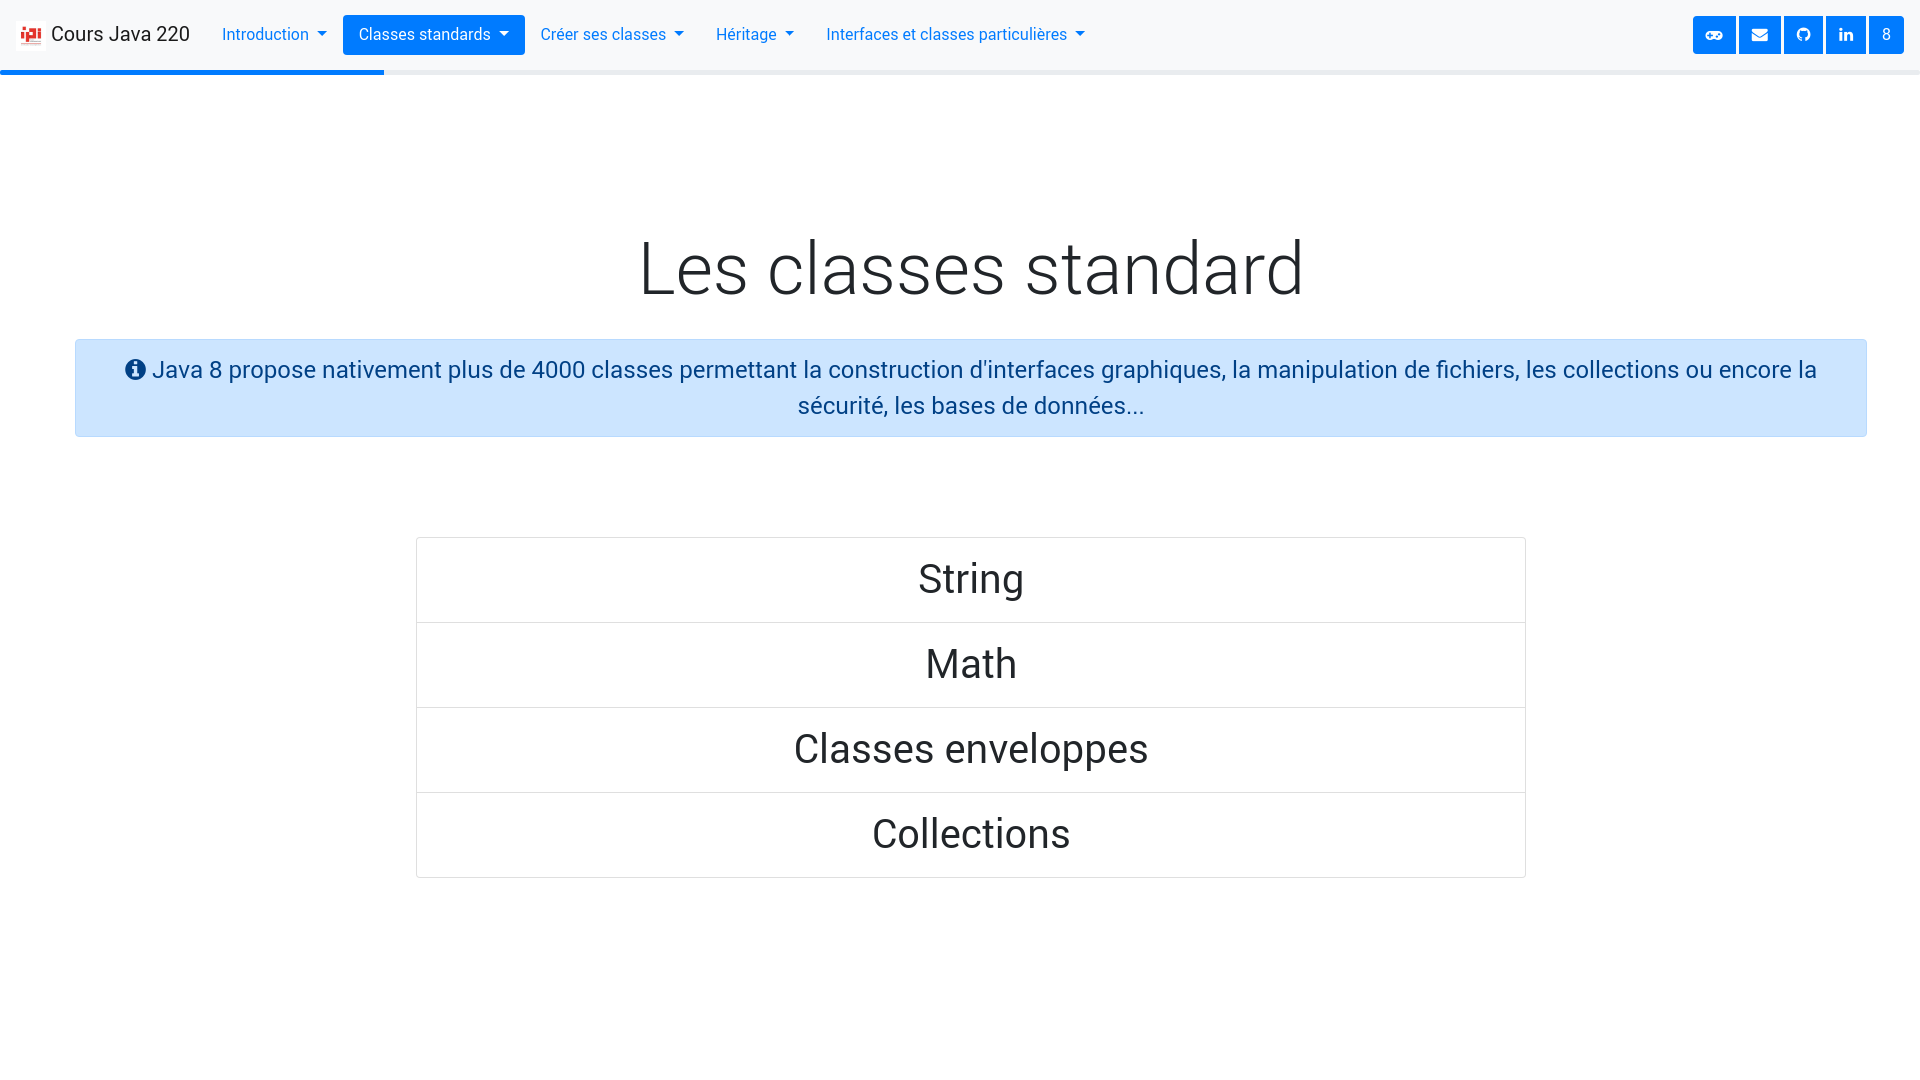 Cours Java 220
Introduction
Classes standards
Créer ses classes
Héritage
Interfaces et classes particulières
8
Les classes standard
Java 8 propose nativement plus de 4000 classes permettant la construction d'interfaces graphiques, la manipulation de fichiers, les collections ou encore la
sécurité, les bases de données...
String
Math
Classes enveloppes
Collections